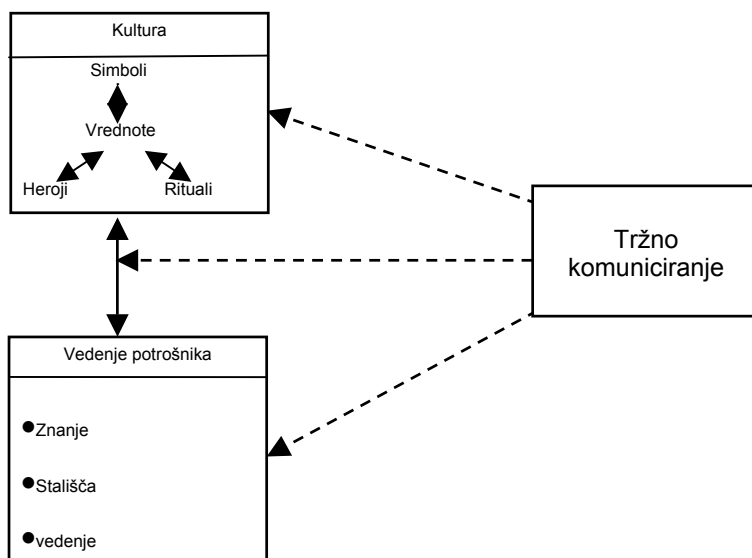 Kultura
Simboli
Vrednote
Heroji
Rituali
Tržno
komuniciranje
Vedenje potrošnika
●Znanje
●Stališča
●vedenje